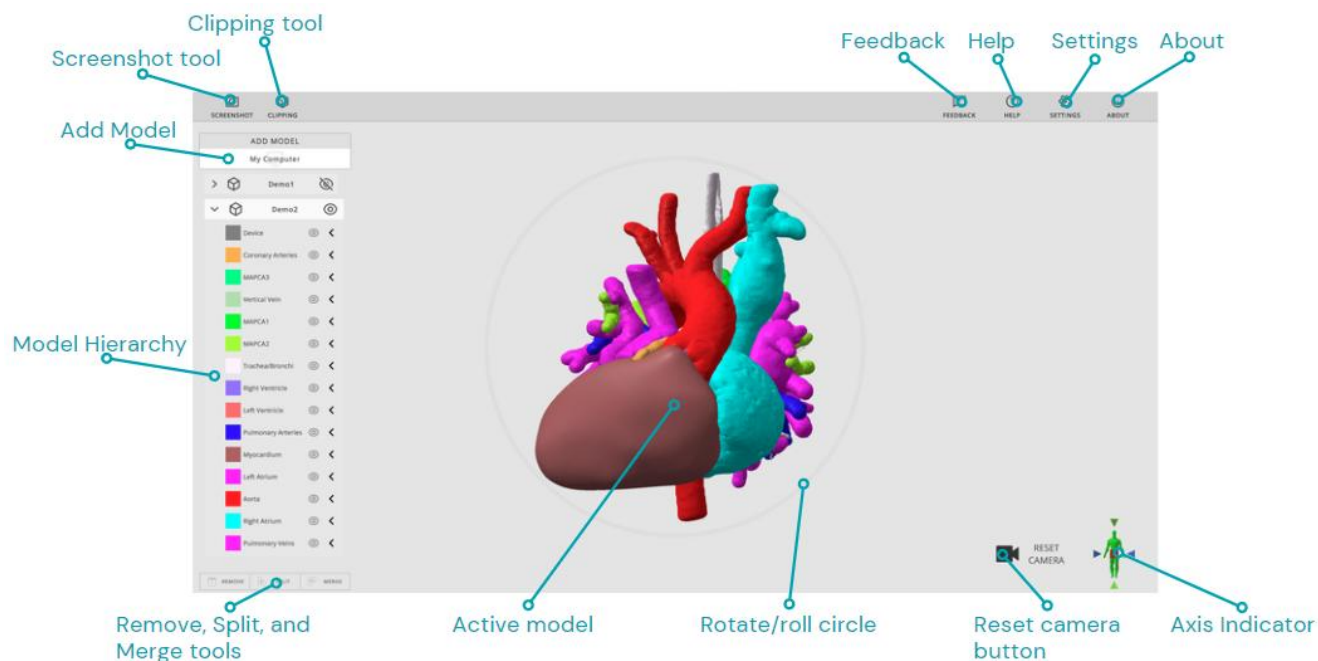 Clipping tool
Screenshot tool
Feedback Help Settings About
SCREENSHOT CLIPPING
FEEDBACK HELP SETTINGS ABOUT
Add Model
ADD MODEL
My Computer
Demo1
Demo2
Device
Coronary Arteries
MAPCA3
Vertical Vein
MAPCA1
MAPCA2
Model Hierarchy
Trachea/Bronchi
Right Ventricle
Left Ventricle
Pulmonary Arteries
Myocardium
Left Atrium
Aorta
Right Atrium
Pulmonary Veins
RESET
CAMERA
REMOVE MERGE
Remove, Split, and
Merge tools
Active model
Rotate/roll circle
Reset camera
button
Axis Indicator